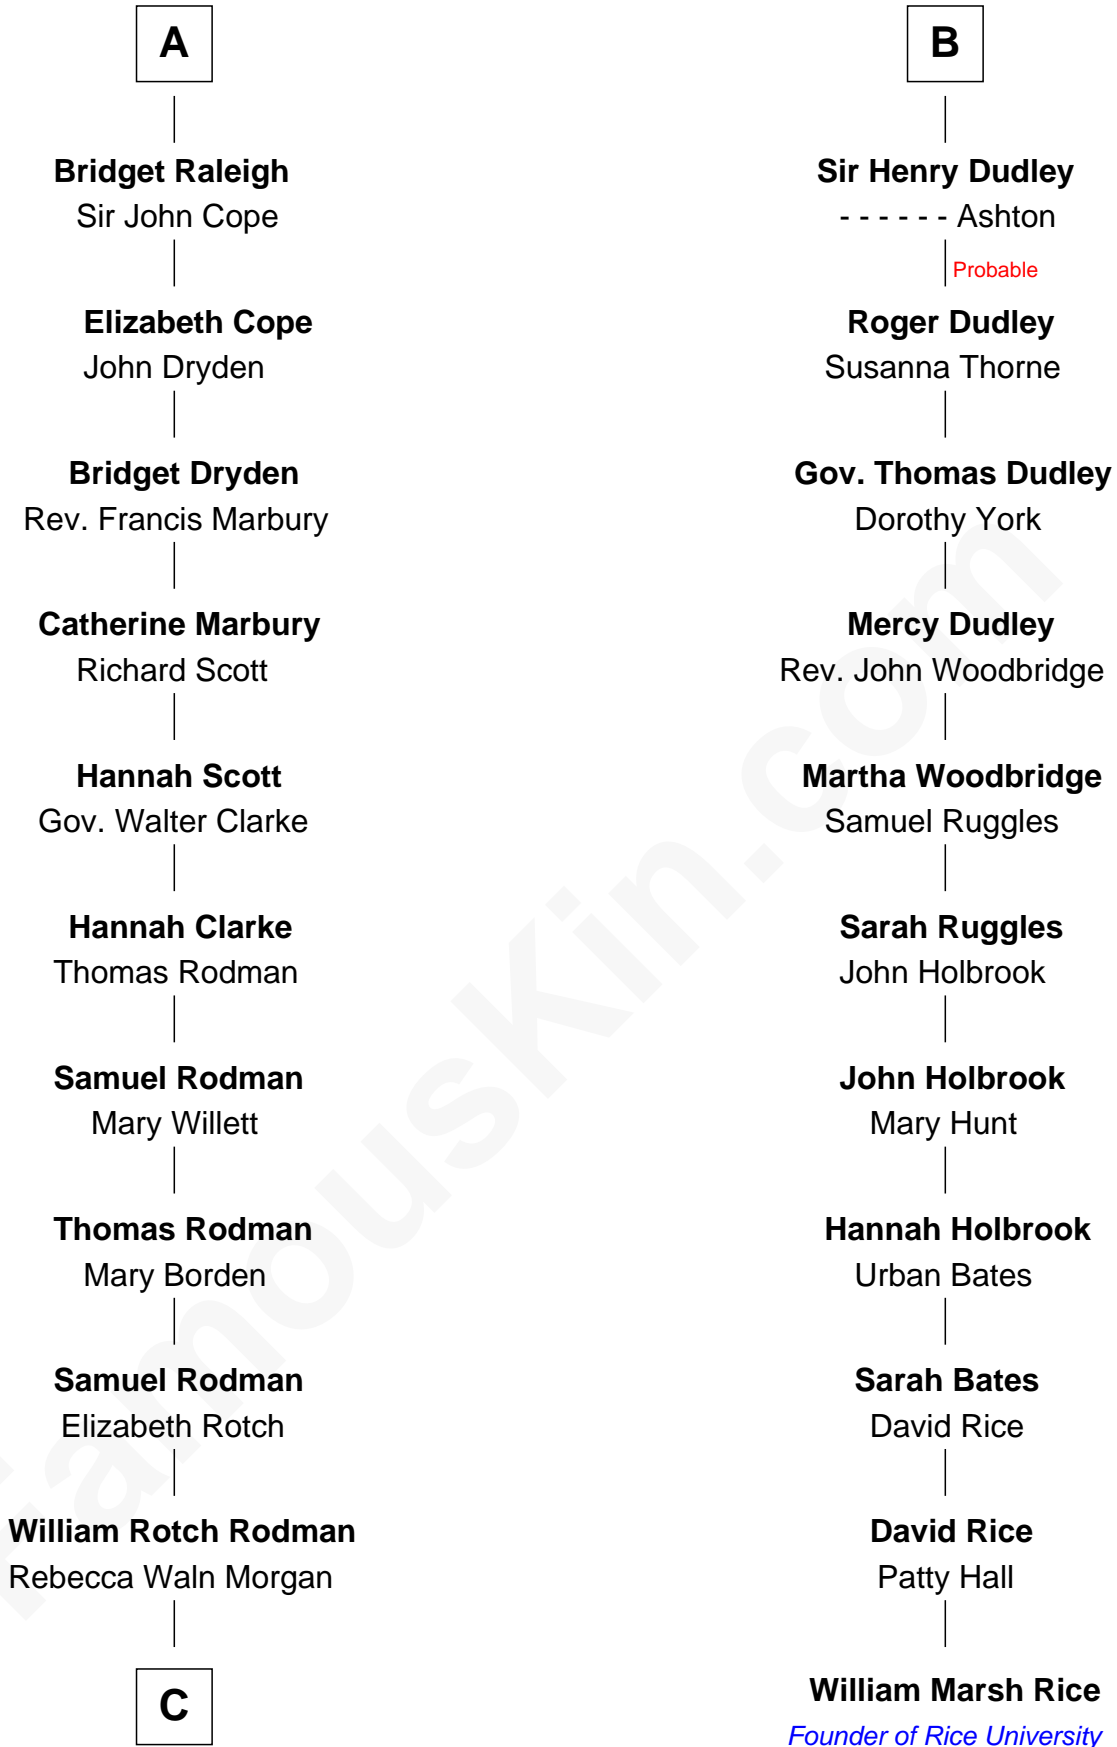 A
Bridget Raleigh
Sir John Cope
Elizabeth Cope
John Dryden
Bridget Dryden
Rev. Francis Marbury
Catherine Marbury
Richard Scott
Hannah Scott
Gov. Walter Clarke
Hannah Clarke
Thomas Rodman
Samuel Rodman
Mary Willett
Thomas Rodman
Mary Borden
Samuel Rodman
Elizabeth Rotch
William Rotch Rodman
Rebecca Waln Morgan
C
B
Sir Henry Dudley
- - - - - - Ashton
Probable
Roger Dudley
Susanna Thorne
Gov. Thomas Dudley
Dorothy York
Mercy Dudley
Rev. John Woodbridge
Martha Woodbridge
Samuel Ruggles
Sarah Ruggles
John Holbrook
John Holbrook
Mary Hunt
Hannah Holbrook
Urban Bates
Sarah Bates
David Rice
David Rice
Patty Hall
William Marsh Rice
Founder of Rice University
FamousKin.com